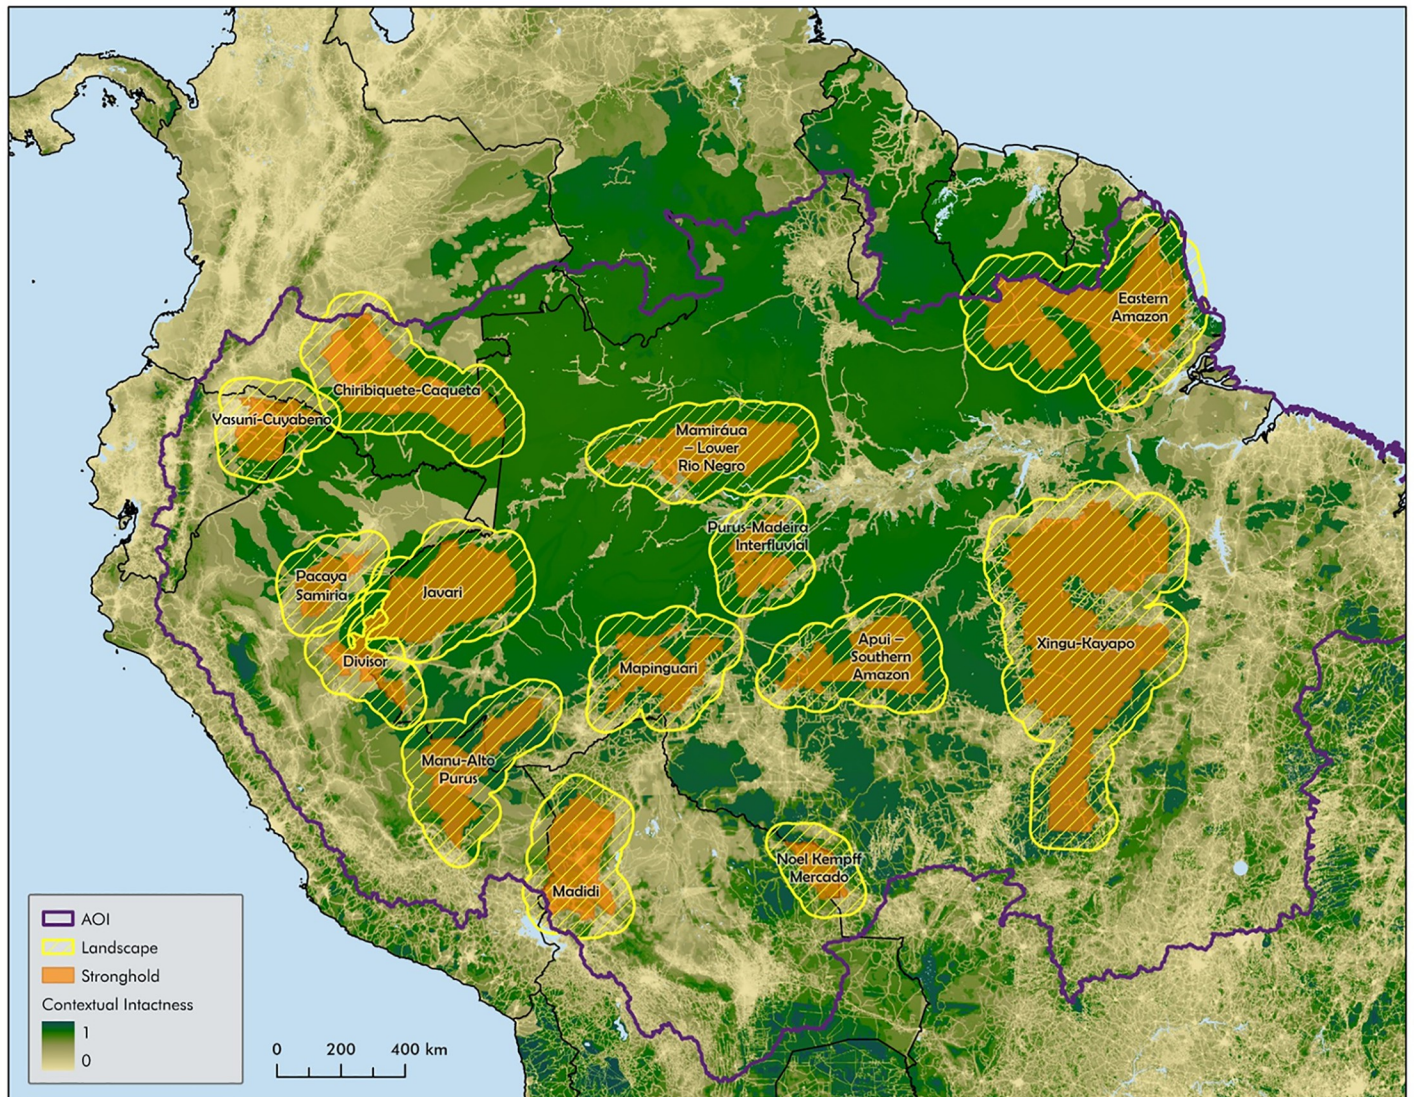 Eastern
Amazon
Chiribiquete-Caqueta
Yasuní-Cuyabeno
Mamiráua
– Lower
Rio Negro
Purus-Madeira
Interfluvial
Pacaya
Samiria
Javari
Divisor
Mapinguari
Apui –
Southern
Amazon
Xingu-Kayapo
Manu-Alto
Purus
Noel Kempff
Mercado
Madidi
AOI
Landscape
Stronghold
Contextual Intactness
1
0
0 200 400 km